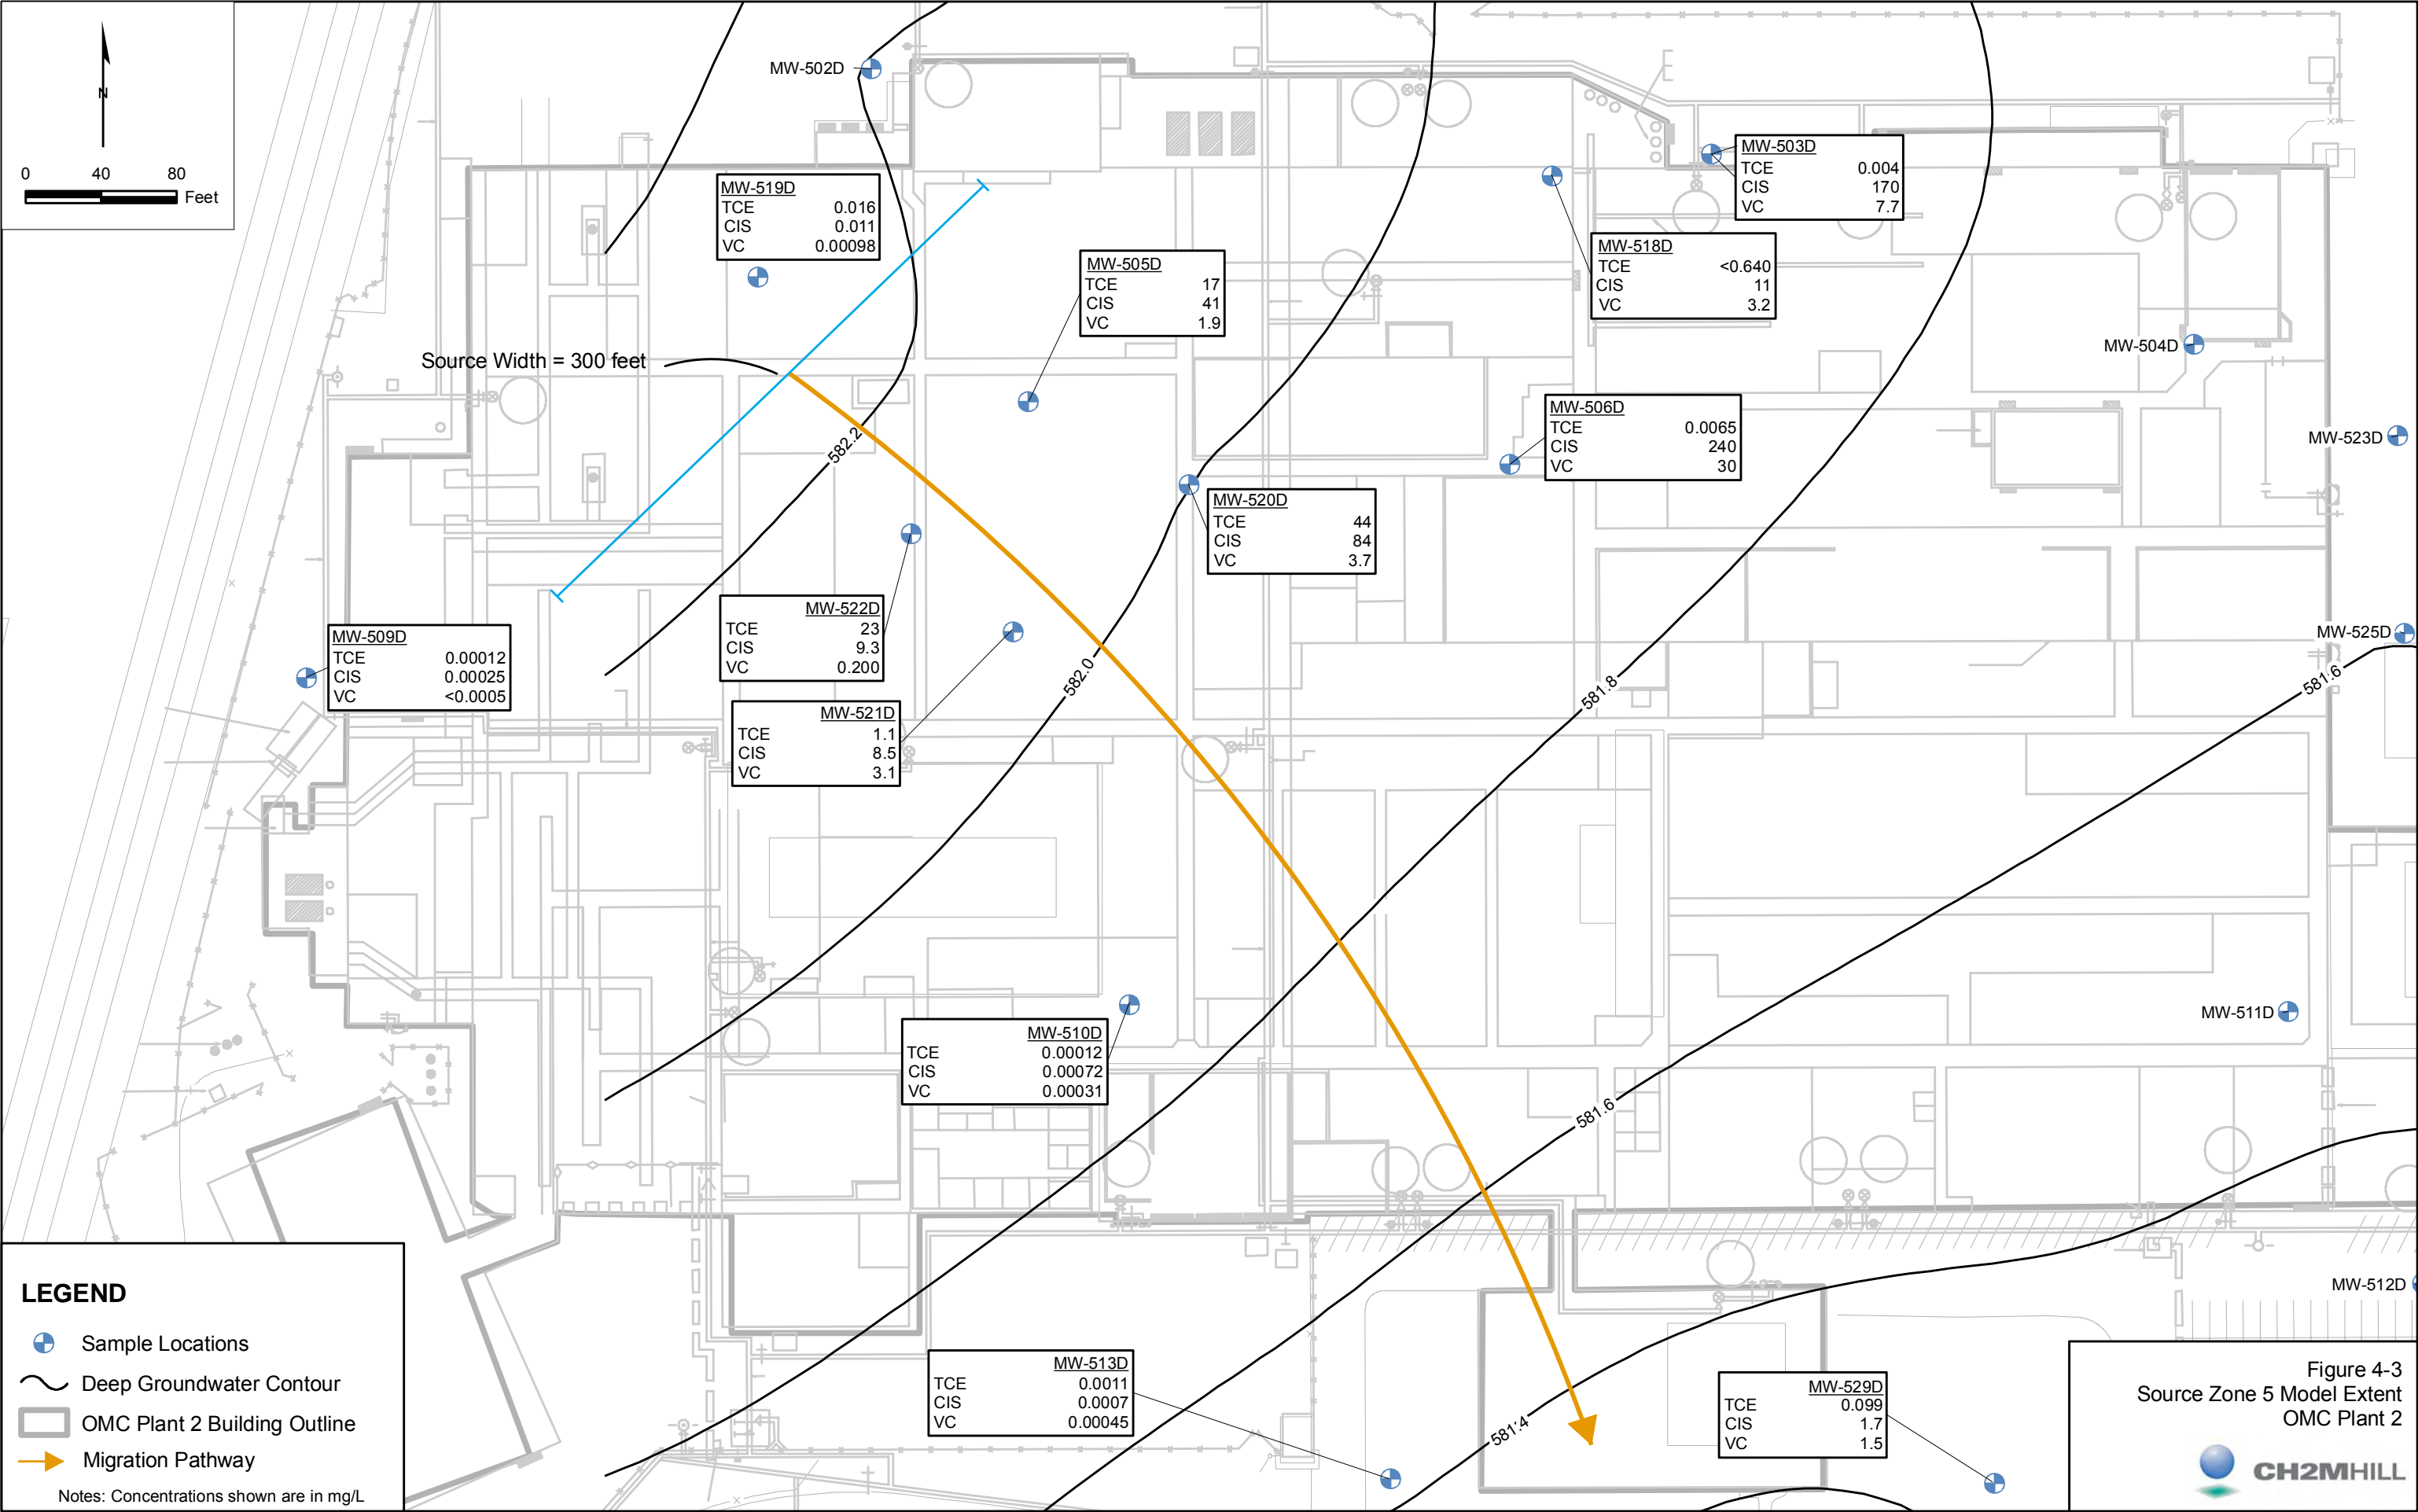 N
0 40 80
Feet
MW-502D
MW-519D
TCE 0.016
CIS 0.011
VC 0.00098
MW-503D
TCE 0.004
CIS 170
VC 7.7
MW-518D
TCE <0.640
CIS 11
VC 3.2
MW-505D
TCE 17
CIS 41
VC 1.9
MW-504D
Source Width = 300 feet
MW-506D
TCE 0.0065
CIS 240
VC 30
MW-523D
582.2
MW-520D
TCE 44
CIS 84
VC 3.7
MW-522D
TCE 23
CIS 9.3
VC 0.200
MW-509D
TCE 0.00012
CIS 0.00025
VC <0.0005
MW-525D
582.0
581.8
581.6
MW-521D
TCE 1.1
CIS 8.5
VC 3.1
MW-511D
MW-510D
TCE 0.00012
CIS 0.00072
VC 0.00031
581.6
MW-512D
MW-513D
TCE 0.0011
CIS 0.0007
VC 0.00045
581.4
MW-529D
TCE 0.099
CIS 1.7
VC 1.5
LEGEND
Sample Locations
Deep Groundwater Contour
OMC Plant 2 Building Outline
Migration Pathway
Notes: Concentrations shown are in mg/L
Figure 4-3
Source Zone 5 Model Extent
OMC Plant 2
CH2MHILL